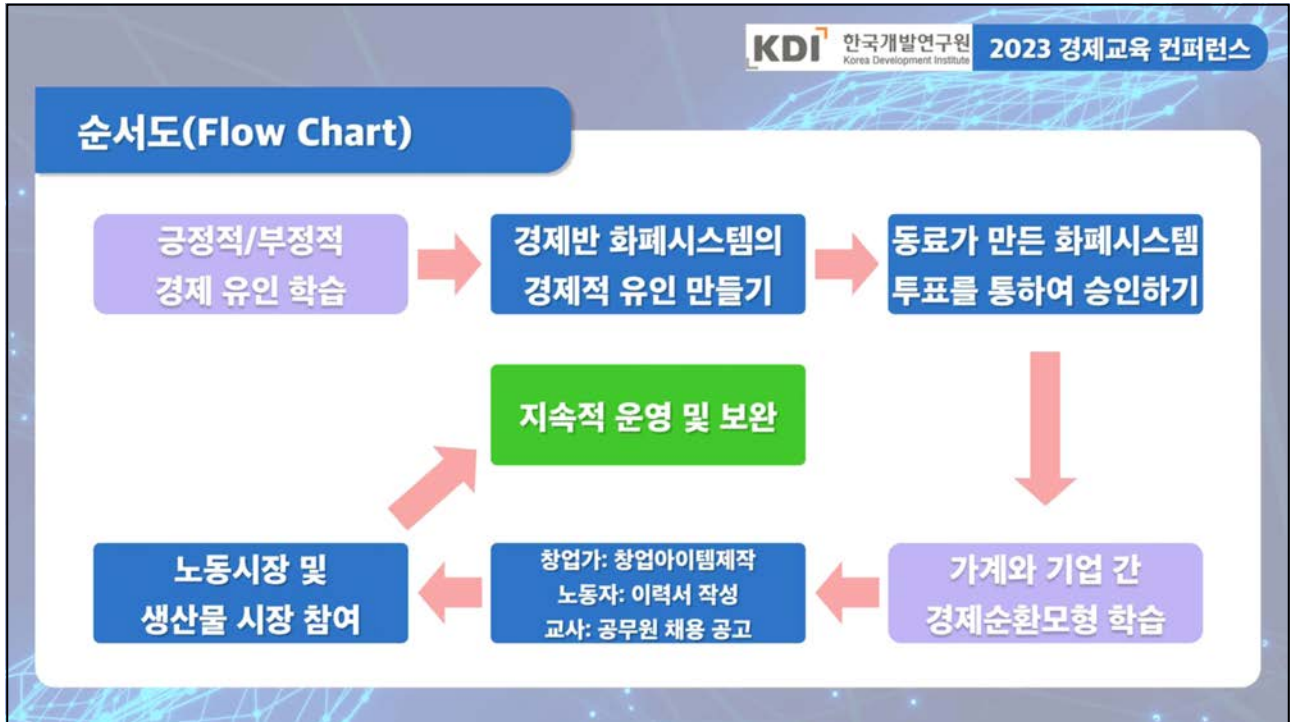 KDI 한국개발연구원
Korea Development Institute
2023 경제교육 컨퍼런스
순서도(Flow Chart)
긍정적/부정적
경제 유인 학습
경제반 화폐시스템의
경제적 유인 만들기
동료가 만든 화폐시스템
투표를 통하여 승인하기
가계와 기업 간
경제순환모형 학습
창업가: 창업아이템제작
노동자: 이력서 작성
교사: 공무원 채용 공고
노동시장 및
생산물 시장 참여
지속적 운영 및 보완